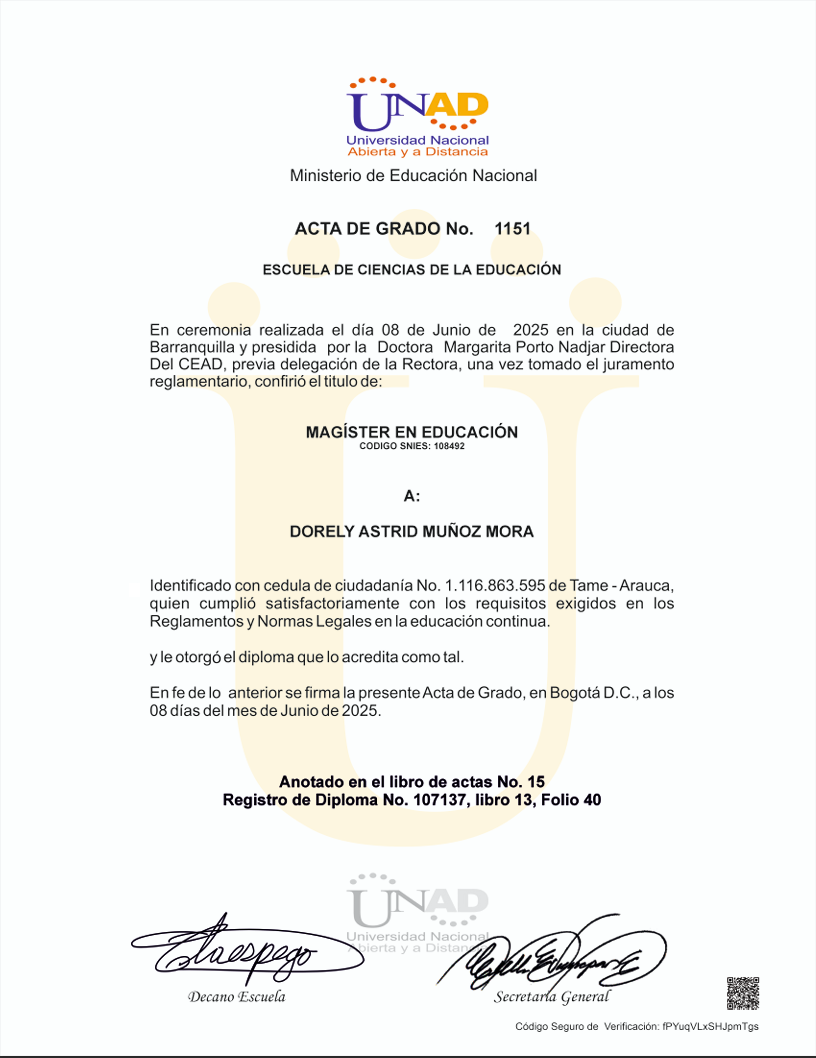 UNAD
Universidad Nacional
Abierta y a Distancia
Ministerio de Educación Nacional
ACTA DE GRADO No. 1151
ESCUELA DE CIENCIAS DE LA EDUCACIÓN
En ceremonia realizada el día 08 de Junio de 2025 en la ciudad de
Barranquilla y presidida por la Doctora Margarita Porto Nadjar Directora
Del CEAD, previa delegación de la Rectora, una vez tomado el juramento
reglamentario, confirió el titulo de:
MAGÍSTER EN EDUCACIÓN
CODIGO SNIES: 108492
A:
DORELY ASTRID MUÑOZ MORA
Identificado con cedula de ciudadanía No. 1.116.863.595 de Tame - Arauca,
quien cumplió satisfactoriamente con los requisitos exigidos en los
Reglamentos y Normas Legales en la educación continua.
y le otorgó el diploma que lo acredita como tal.
En fe de lo anterior se firma la presente Acta de Grado, en Bogotá D.C., a los
08 días del mes de Junio de 2025.
Anotado en el libro de actas No. 15
Registro de Diploma No. 107137, libro 13, Folio 40
UNAD
Universidad Nacional
Abierta y a Distancia
Decano Escuela
Secretaria General
Código Seguro de Verificación: fPYuqVLxSHJpmTgs